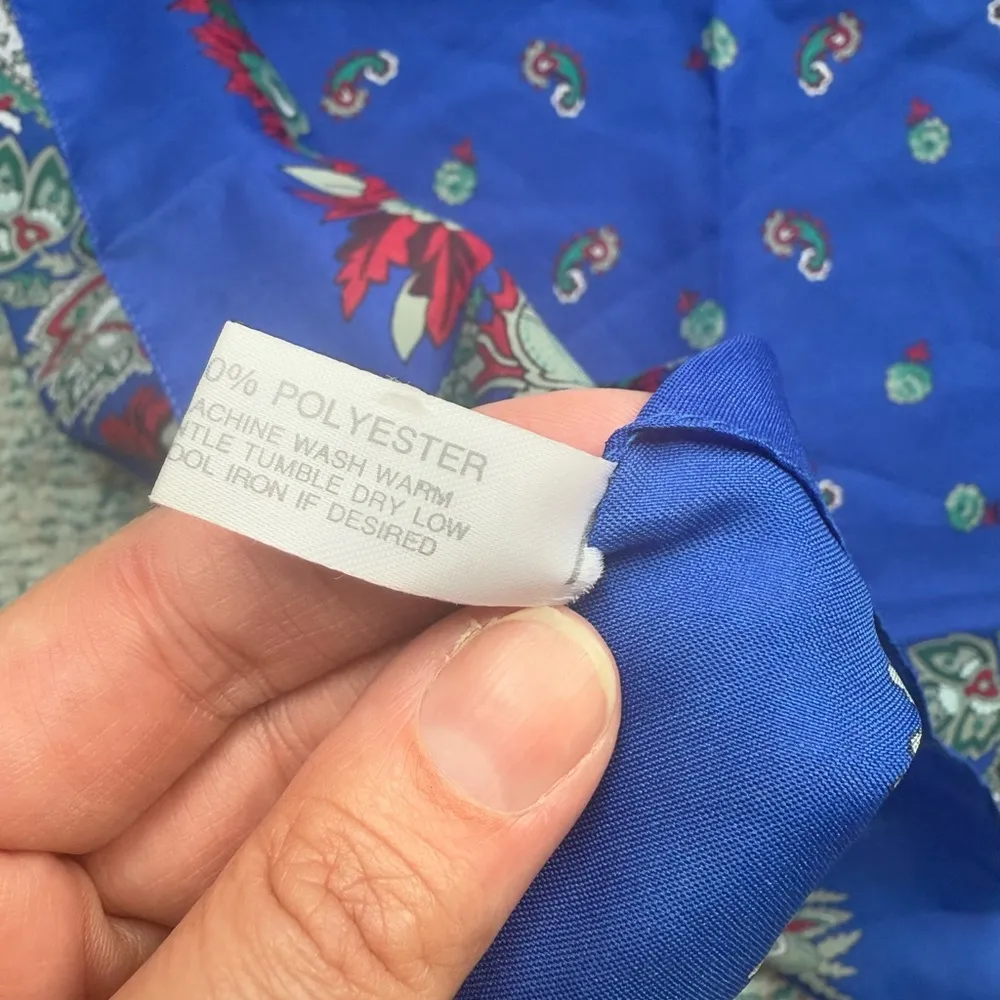 0% POLYESTER
ACHINE WASH WARM
NTLE TUMBLE DRY LOW
OOL IRON IF DESIRED